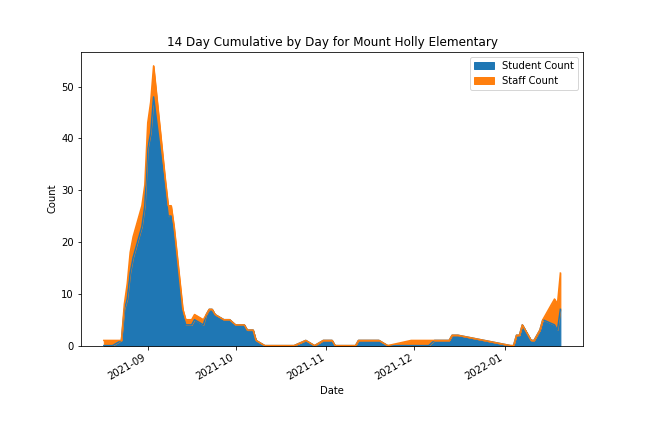 14 Day Cumulative by Day for Mount Holly Elementary
Student Count
Staff Count
50
40
30
20
10
0
Count
2021-09
2021-10
2021-11
2021-12
2022-01
Date